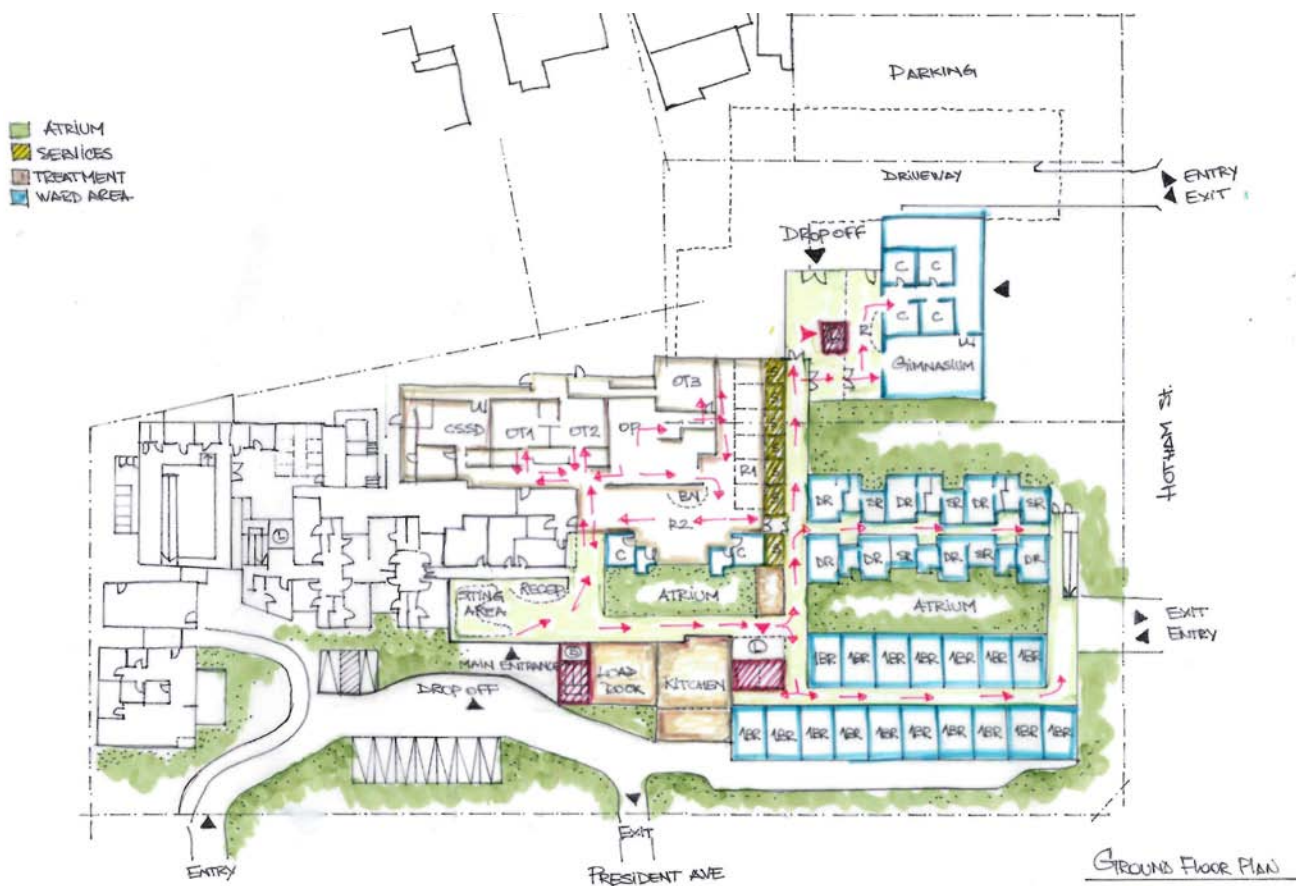 PARKING
ATRIUM
SERVICES
TREATMENT
WARD AREA
DRIVEWAY
ENTRY
EXIT
DROP OFF
C C
C C
R
GIMNASIUM
HOTHAM St.
OT3
CSSD
OT1
OT2
OP
R1
BN
R2
L
C
C
DR SR DR SR DR SR
DR DR SR DR SR DR
SITING AREA
RECEP.
ATRIUM
ATRIUM
EXIT
ENTRY
MAIN ENTRANCE
LOAD
DOCK
KITCHEN
L
1BR 1BR 1BR 1BR 1BR 1BR 1BR
DROP OFF
1BR 1BR 1BR 1BR 1BR 1BR 1BR 1BR 1BR 1BR
EXIT
ENTRY
PRESIDENT AVE
GROUND FLOOR PLAN